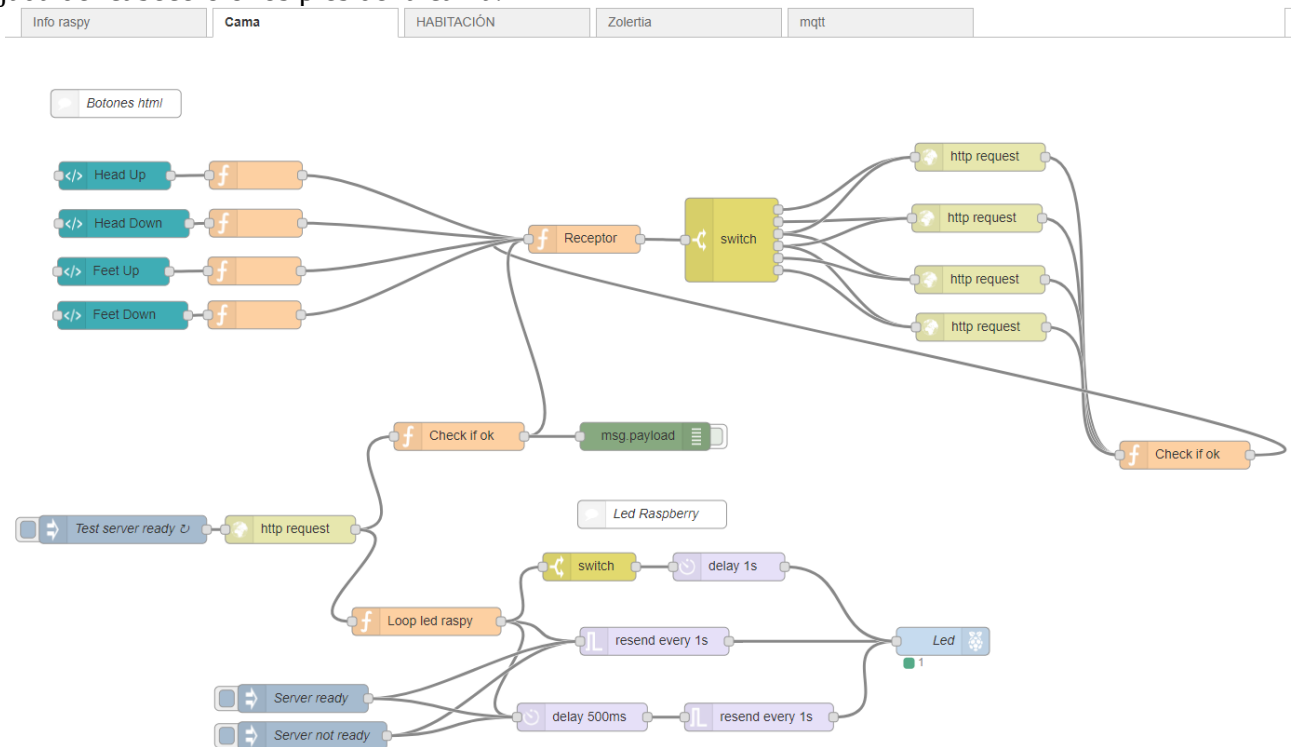 Info raspy
Cama
HABITACIÓN
Zolertia
mqtt
Botones html
Head Up
Head Down
Feet Up
Feet Down
Receptor
switch
http request
http request
http request
http request
Check if ok
msg.payload
Check if ok
Test server ready ↻
http request
Led Raspberry
switch
delay 1s
Loop led raspy
resend every 1s
Led
1
Server ready
delay 500ms
resend every 1s
Server not ready